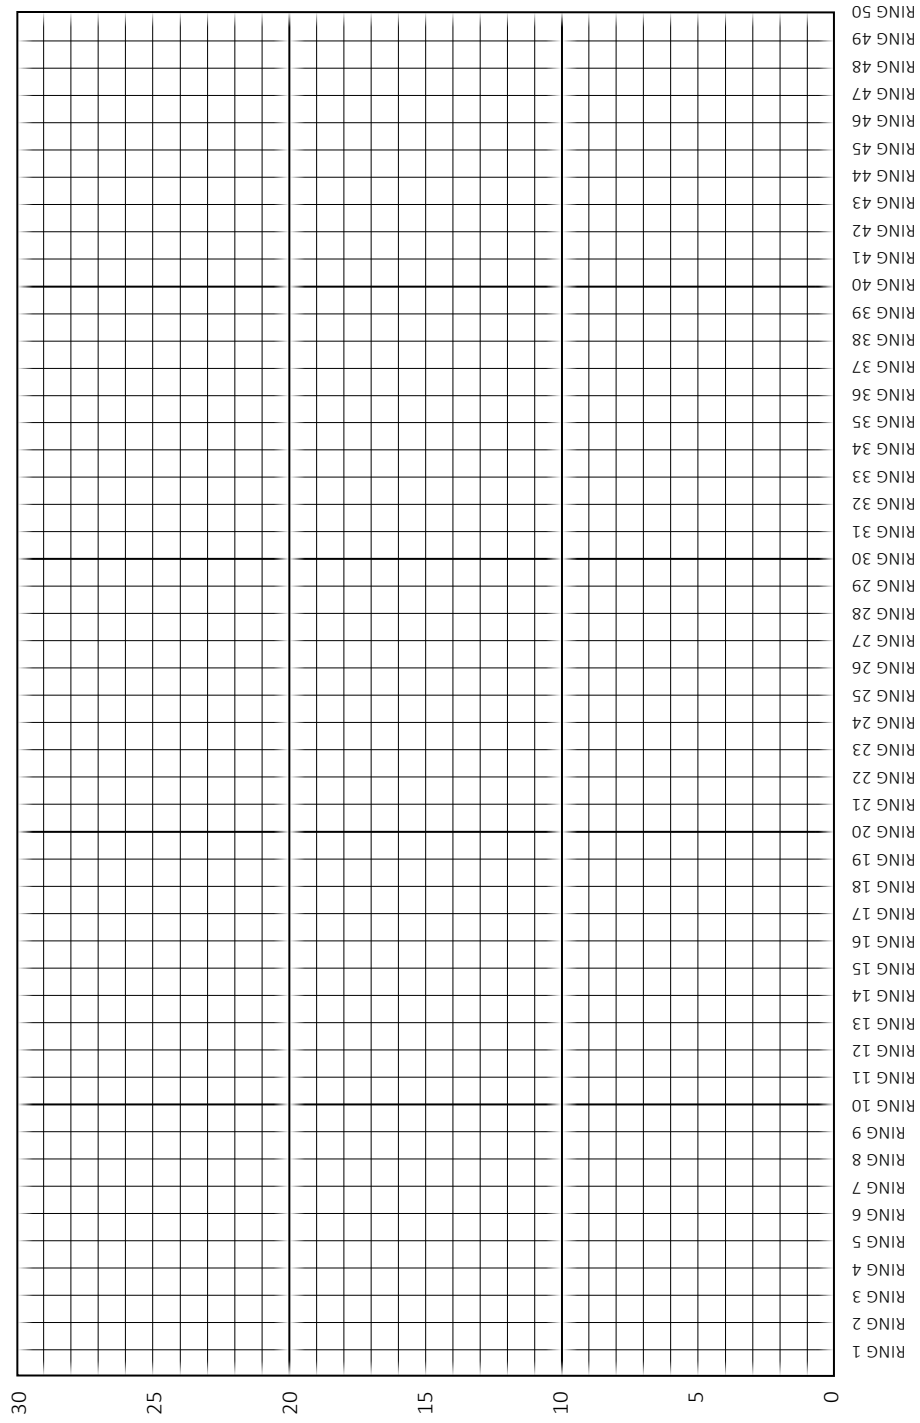 RING 50
RING 49
RING 48
RING 47
RING 46
RING 45
RING 44
RING 43
RING 42
RING 41
RING 40
RING 39
RING 38
RING 37
RING 36
RING 35
RING 34
RING 33
RING 32
RING 31
RING 30
RING 29
RING 28
RING 27
RING 26
RING 25
RING 24
RING 23
RING 22
RING 21
RING 20
RING 19
RING 18
RING 17
RING 16
RING 15
RING 14
RING 13
RING 12
RING 11
RING 10
RING 9
RING 8
RING 7
RING 6
RING 5
RING 4
RING 3
RING 2
RING 1
30
25
20
15
10
5
0